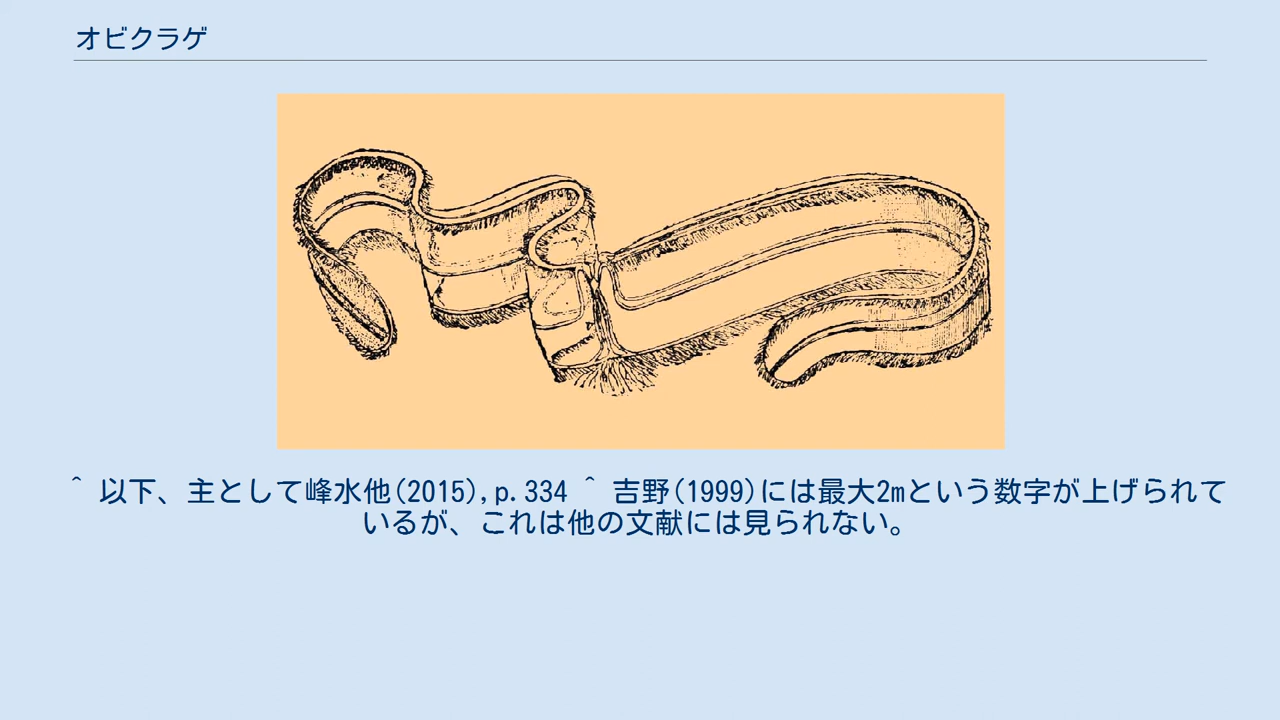 オビクラゲ
^ 以下、主として峰水他(2015),p.334 ^ 吉野(1999)には最大2mという数字が上げられて
いるが、これは他の文献には見られない。